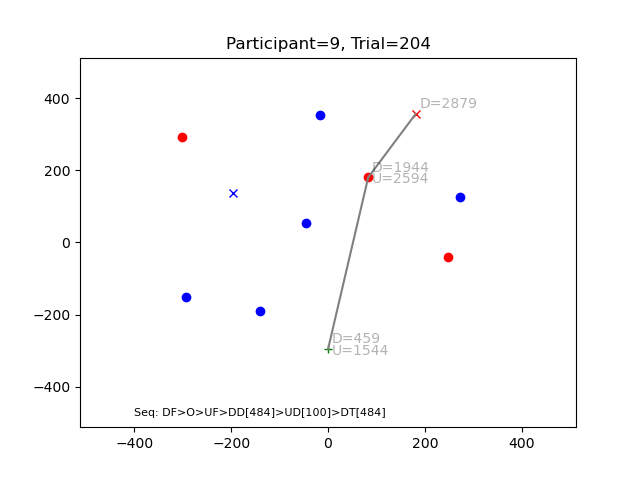 Participant=9, Trial=204
D=2879
D=1944
U=2594
D=459
U=1544
Seq: DF>O>UF>DD[484]>UD[100]>DT[484]
400
200
0
−200
−400
−400
−200
0
200
400